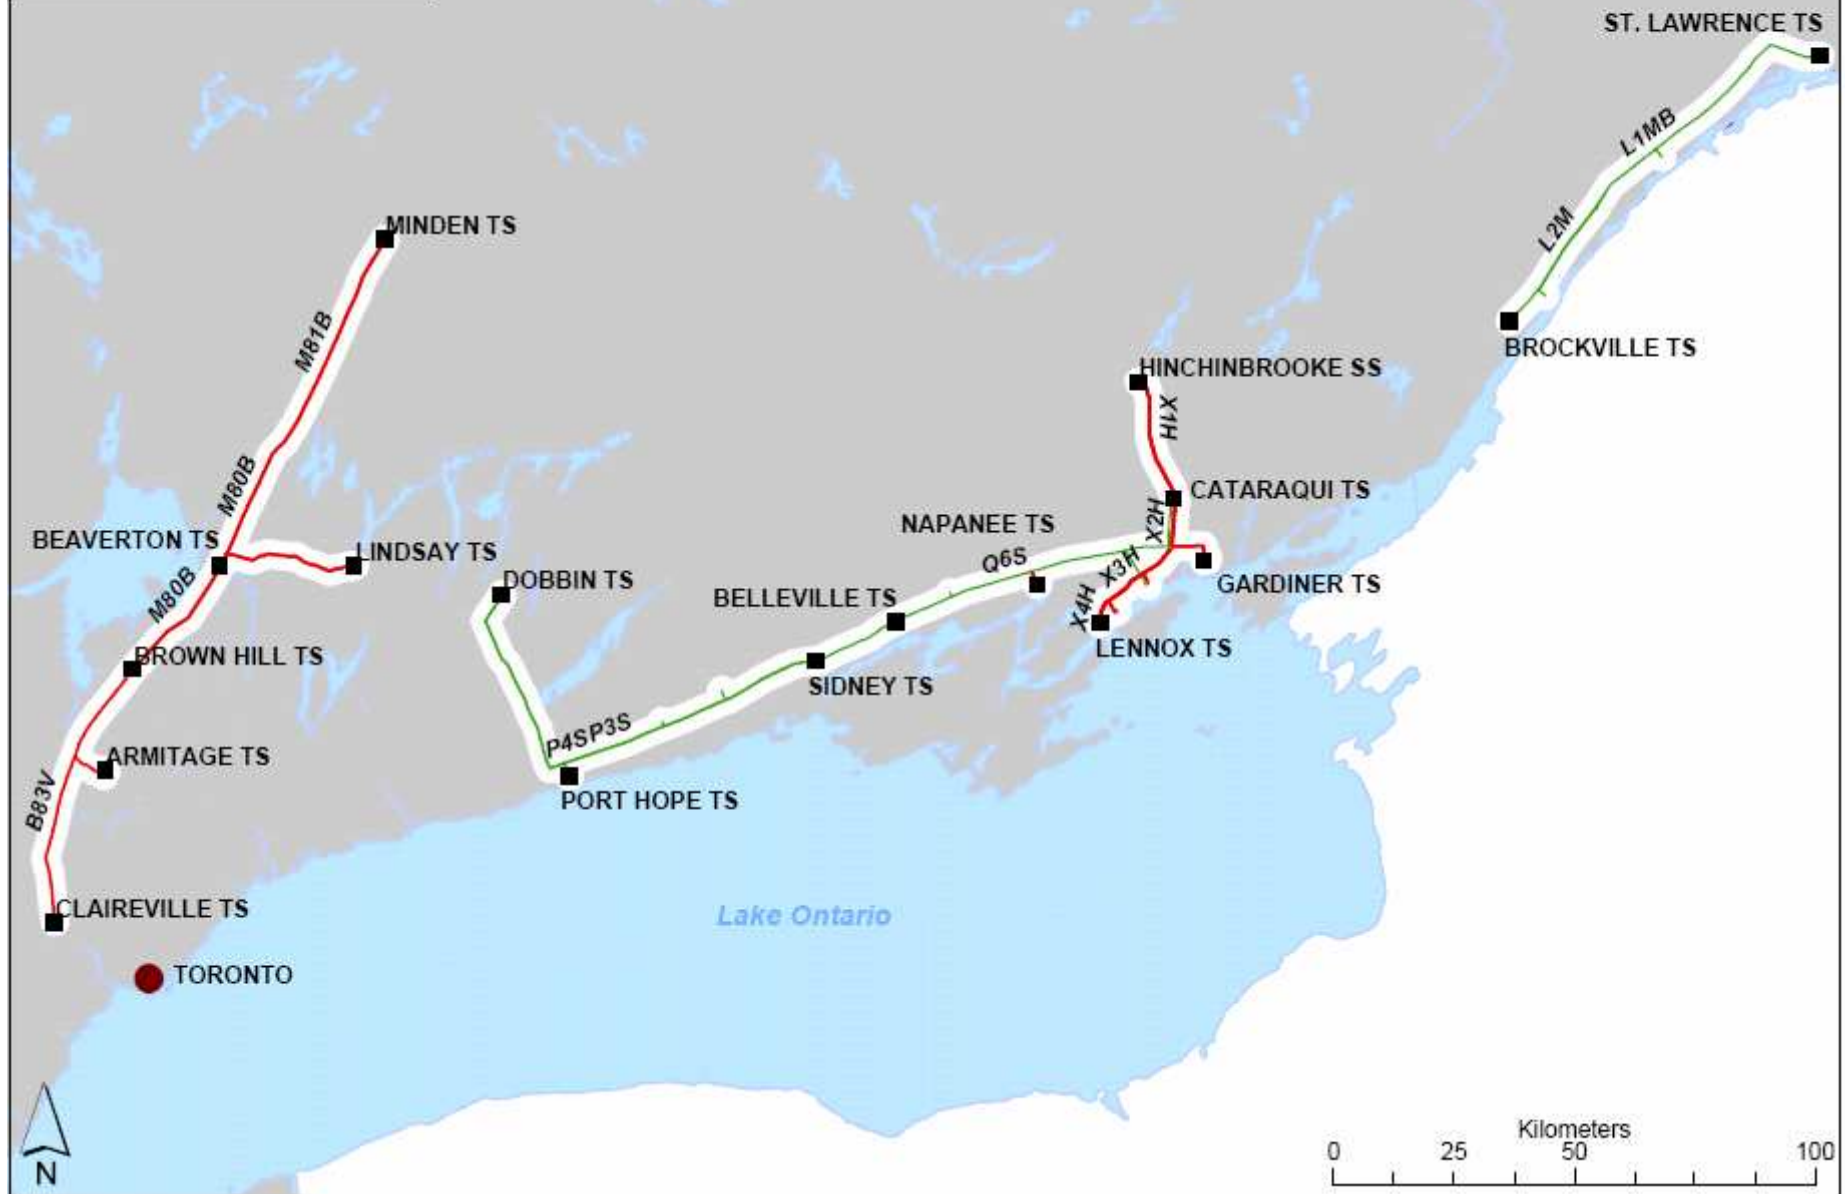 ST. LAWRENCE TS
L1MB
L2M
MINDEN TS
M81B
BROCKVILLE TS
HINCHINBROOKE SS
X1H
M80B
CATARAQUI TS
X2H
NAPANEE TS
BEAVERTON TS
LINDSAY TS
Q6S
X3H
DOBBIN TS
GARDINER TS
M80B
BELLEVILLE TS
X4H
LENNOX TS
BROWN HILL TS
SIDNEY TS
P4SP3S
ARMITAGE TS
B83V
PORT HOPE TS
CLAIREVILLE TS
Lake Ontario
TORONTO
Kilometers
0 25 50 100
N